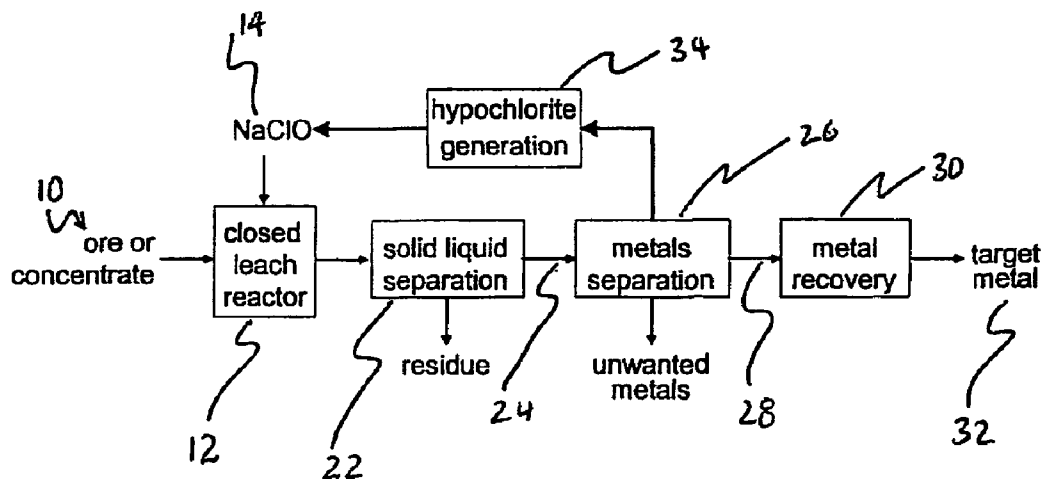 14
34
hypochlorite
generation
NaClO
26
30
10
ore or
concentrate
closed
leach
reactor
solid liquid
separation
metals
separation
metal
recovery
target
metal
residue
unwanted
metals
12
22
24
28
32